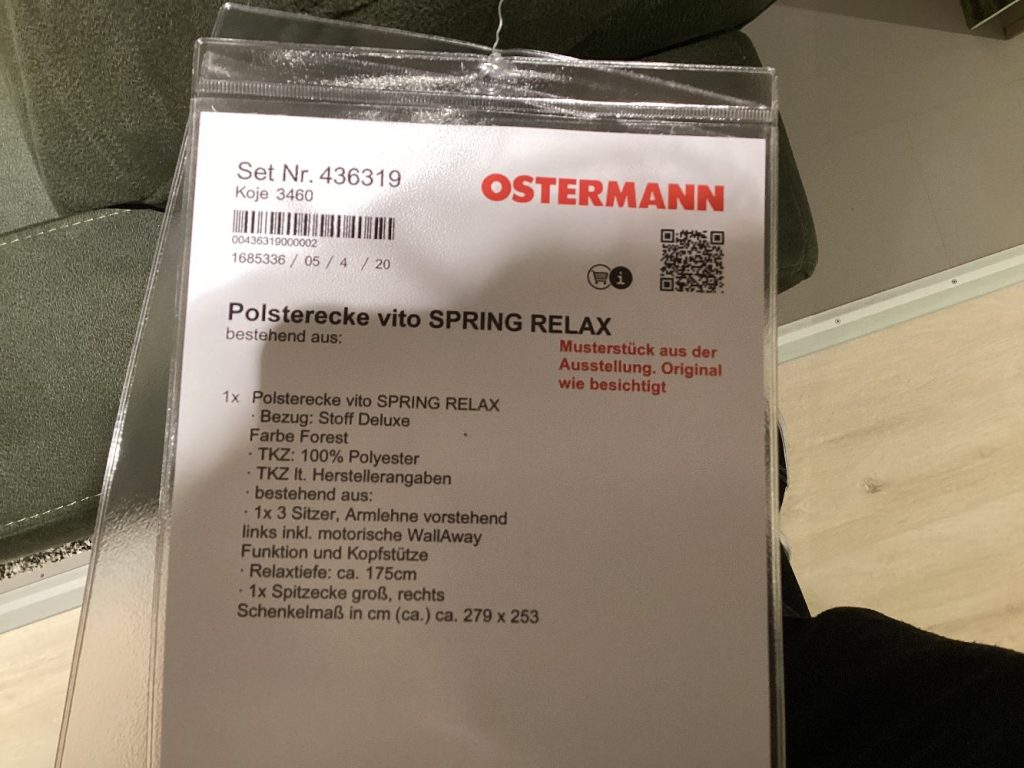 Set Nr. 436319
Koje 3460
OSTERMANN
00436319000002
1685336 / 05 / 4 / 20
i
Polsterecke vito SPRING RELAX
bestehend aus:
Musterstück aus der
Ausstellung. Original
wie besichtigt
1x Polsterecke vito SPRING RELAX
· Bezug: Stoff Deluxe
Farbe Forest
· TKZ: 100% Polyester
· TKZ lt. Herstellerangaben
· bestehend aus:
· 1x 3 Sitzer, Armlehne vorstehend
links inkl. motorische WallAway
Funktion und Kopfstütze
· Relaxtiefe: ca. 175cm
· 1x Spitzecke groß, rechts
Schenkelmaß in cm (ca.) ca. 279 x 253